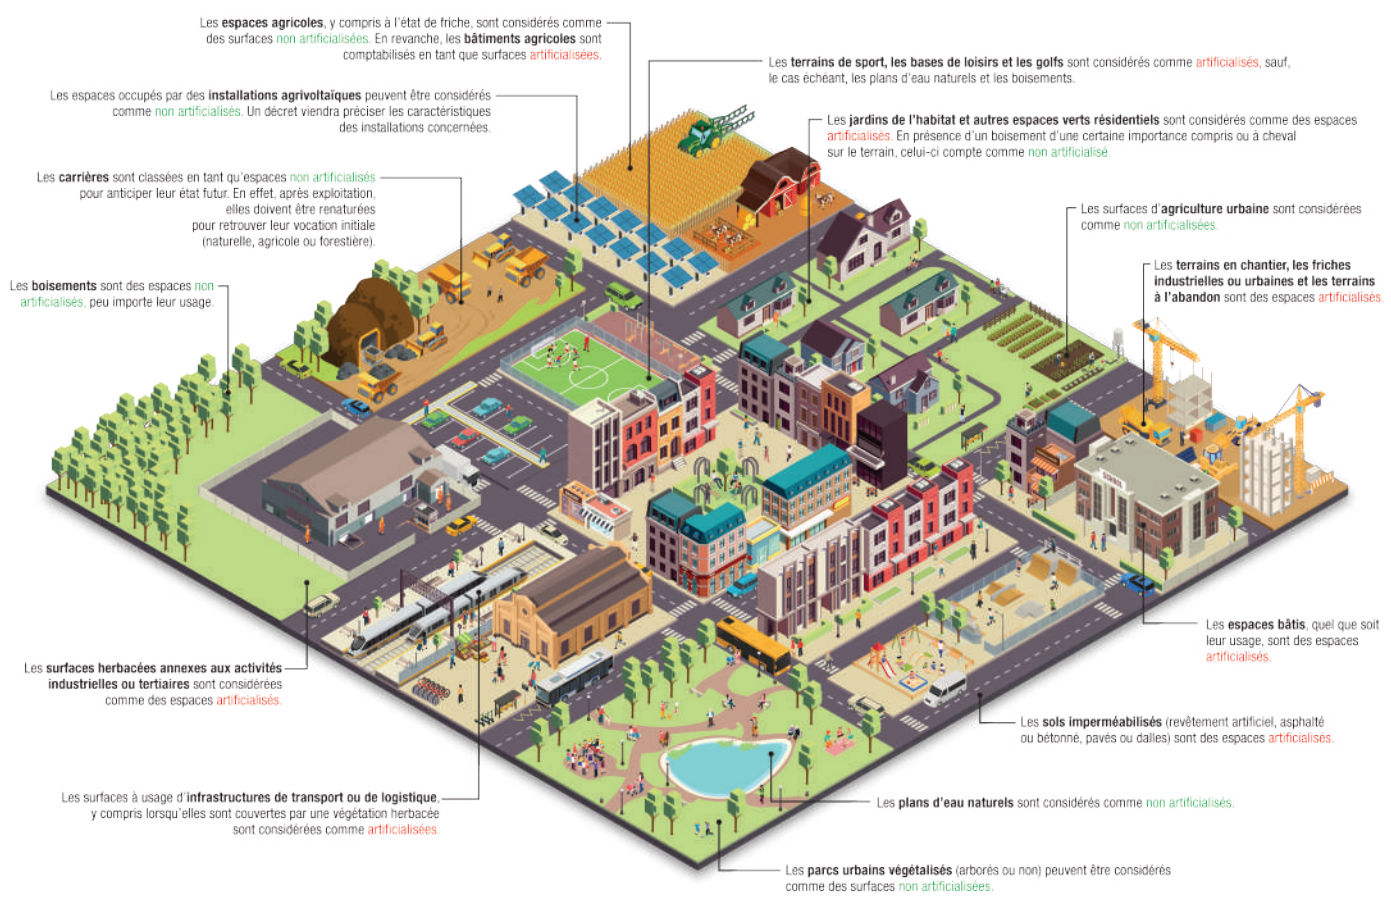 Les espaces agricoles, y compris à l'état de friche, sont considérés comme
des surfaces non artificialisées. En revanche, les bâtiments agricoles sont
comptabilisés en tant que surfaces artificialisées.
Les terrains de sport, les bases de loisirs et les golfs sont considérés comme artificialisés, sauf,
le cas échéant, les plans d'eau naturels et les boisements.
Les espaces occupés par des installations agrivoltaïques peuvent être considérés
comme non artificialisés. Un décret viendra préciser les caractéristiques
des installations concernées.
Les jardins de l'habitat et autres espaces verts résidentiels sont considérés comme des espaces
artificialisés. En présence d'un boisement d'une certaine importance compris ou à cheval
sur le terrain, celui-ci compte comme non artificialisé.
Les carrières sont classées en tant qu'espaces non artificialisés
pour anticiper leur état futur. En effet, après exploitation,
elles doivent être renaturées
pour retrouver leur vocation initiale
(naturelle, agricole ou forestière).
Les surfaces d'agriculture urbaine sont considérées
comme non artificialisées.
Les terrains en chantier, les friches
industrielles ou urbaines et les terrains
à l'abandon sont des espaces artificialisés.
Les boisements sont des espaces non
artificialisés, peu importe leur usage.
SCHOOL
Les espaces bâtis, quel que soit
leur usage, sont des espaces
artificialisés.
Les surfaces herbacées annexes aux activités
industrielles ou tertiaires sont considérées
comme des espaces artificialisés.
Les sols imperméabilisés (revêtement artificiel, asphalté
ou bétonné, pavés ou dalles) sont des espaces artificialisés.
Les surfaces à usage d'infrastructures de transport ou de logistique,
y compris lorsqu'elles sont couvertes par une végétation herbacée
sont considérées comme artificialisées.
Les plans d'eau naturels sont considérés comme non artificialisés.
Les parcs urbains végétalisés (arborés ou non) peuvent être considérés
comme des surfaces non artificialisées.